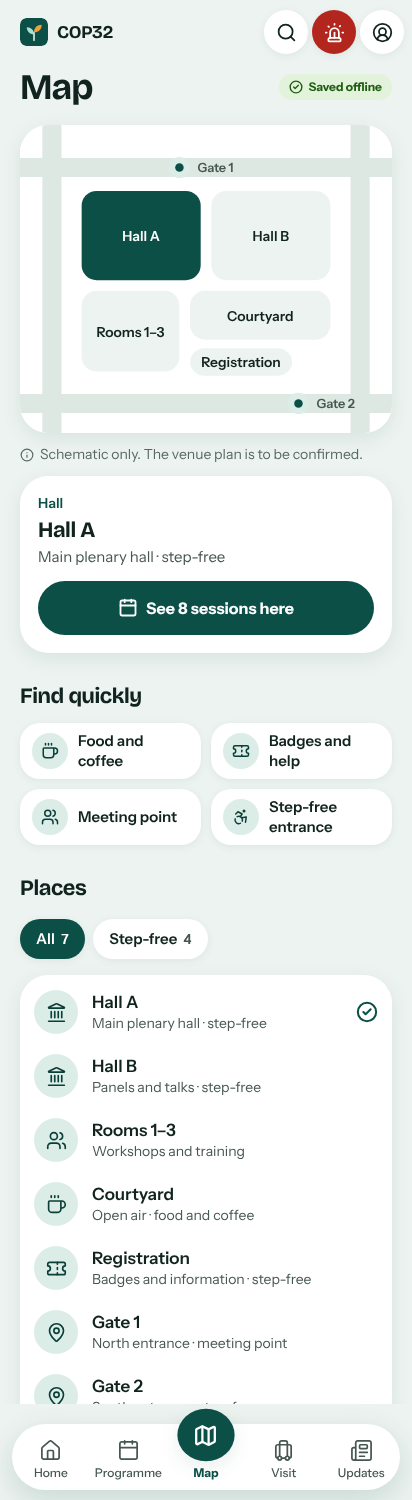 COP32
Map
Saved offline
Gate 1
Hall A
Hall B
Rooms 1–3
Courtyard
Registration
Gate 2
Schematic only. The venue plan is to be confirmed.
Hall
Hall A
Main plenary hall · step-free
See 8 sessions here
Find quickly
Food and
coffee
Badges and
help
Meeting point
Step-free
entrance
Places
All 7
Step-free 4
Hall A
Main plenary hall · step-free
Hall B
Panels and talks · step-free
Rooms 1–3
Workshops and training
Courtyard
Open air · food and coffee
Registration
Badges and information · step-free
Gate 1
North entrance · meeting point
Gate 2
Home
Programme
Map
Visit
Updates